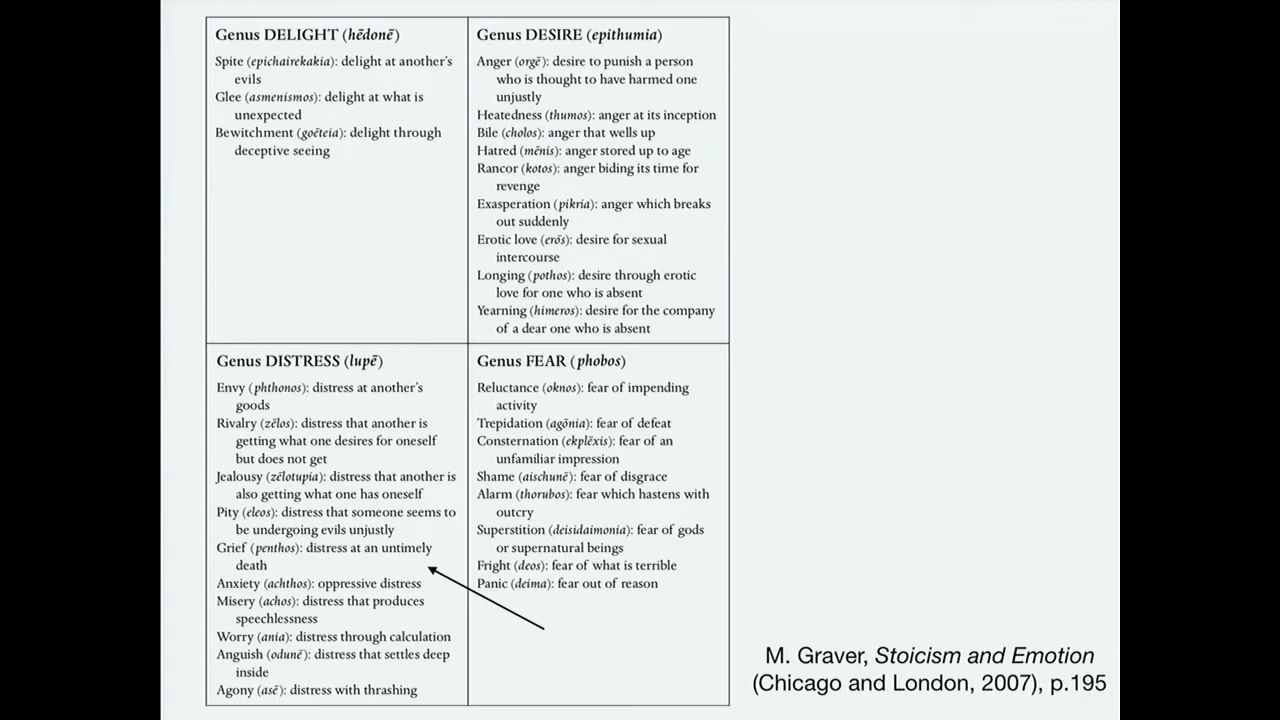 Genus DELIGHT (hēdonē)
Spite (epichairekakia): delight at another's
evils
Glee (asmenismos): delight at what is
unexpected
Bewitchment (goēteia): delight through
deceptive seeing
Genus DESIRE (epithumia)
Anger (orgē): desire to punish a person
who is thought to have harmed one
unjustly
Heatedness (thumos): anger at its inception
Bile (cholos): anger that wells up
Hatred (mēnis): anger stored up to age
Rancor (kotos): anger biding its time for
revenge
Exasperation (pikria): anger which breaks
out suddenly
Erotic love (erōs): desire for sexual
intercourse
Longing (pothos): desire through erotic
love for one who is absent
Yearning (himeros): desire for the company
of a dear one who is absent
Genus DISTRESS (lupē)
Envy (phthonos): distress at another's
goods
Rivalry (zēlos): distress that another is
getting what one desires for oneself
but does not get
Jealousy (zēlotupia): distress that another is
also getting what one has oneself
Pity (eleos): distress that someone seems to
be undergoing evils unjustly
Grief (penthos): distress at an untimely
death
Anxiety (achthos): oppressive distress
Misery (achos): distress that produces
speechlessness
Worry (ania): distress through calculation
Anguish (odunē): distress that settles deep
inside
Agony (asē): distress with thrashing
Genus FEAR (phobos)
Reluctance (oknos): fear of impending
activity
Trepidation (agōnia): fear of defeat
Consternation (ekplēxis): fear of an
unfamiliar impression
Shame (aischunē): fear of disgrace
Alarm (thorubos): fear which hastens with
outcry
Superstition (deisidaimonia): fear of gods
or supernatural beings
Fright (deos): fear of what is terrible
Panic (deima): fear out of reason
M. Graver, Stoicism and Emotion
(Chicago and London, 2007), p.195